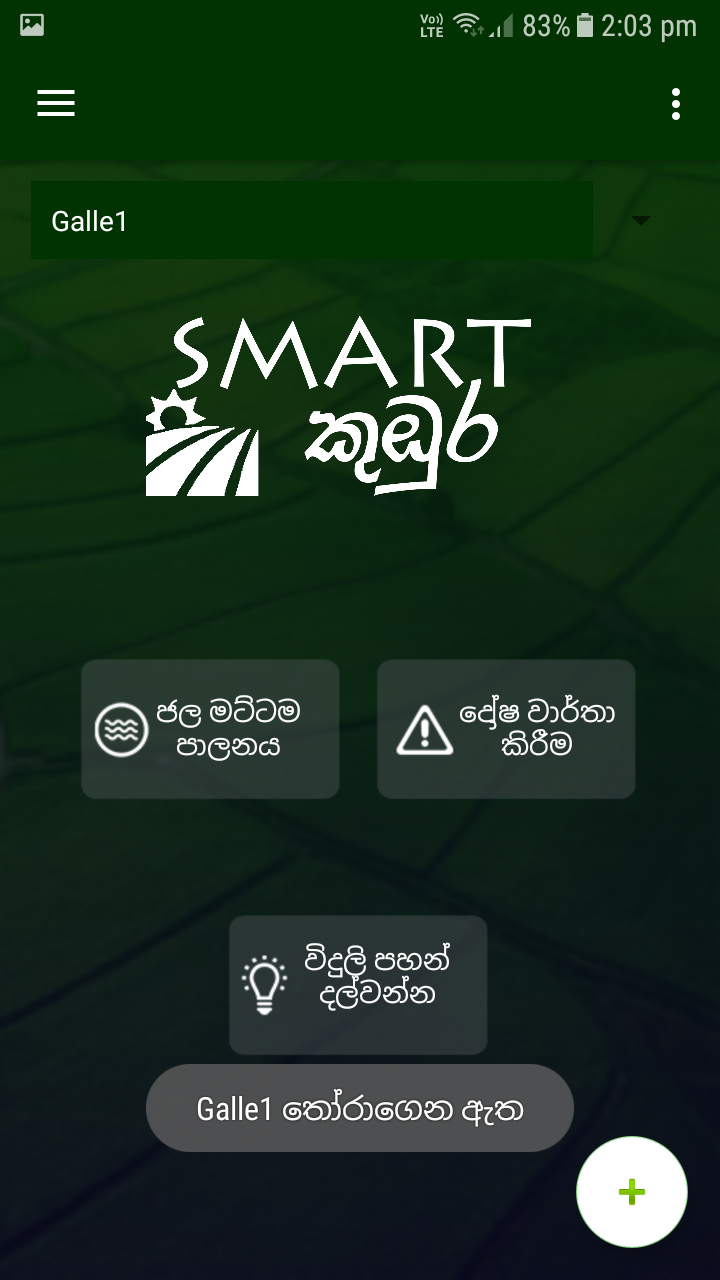 Vo)) LTE 83% 2:03 pm
Galle1
SMART
කුඹුර
ජල මට්ටම
පාලනය
දෝෂ වාර්තා
කිරීම
විදුලි පහන්
දල්වන්න
Galle1 තෝරාගෙන ඇත